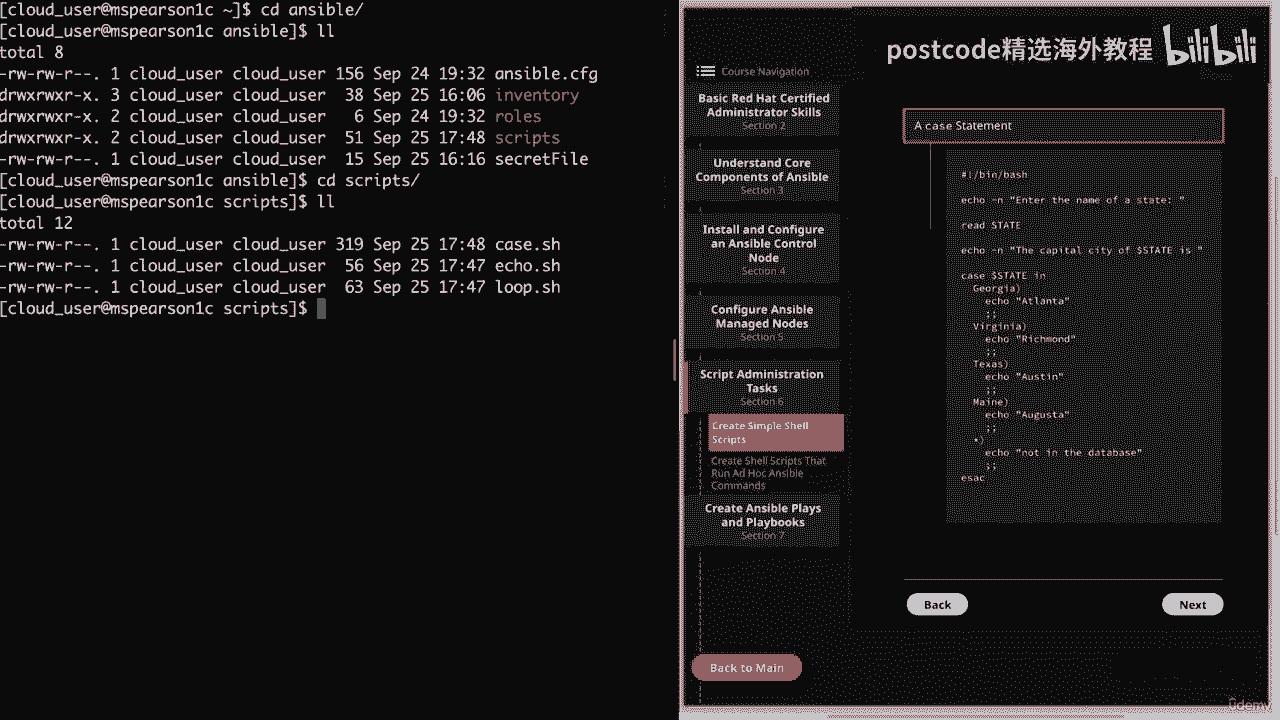 [cloud_user@mspearson1c ~]$ cd ansible/
[cloud_user@mspearson1c ansible]$ ll
total 8
-rw-rw-r--. 1 cloud_user cloud_user 156 Sep 24 19:32 ansible.cfg
drwxrwxr-x. 3 cloud_user cloud_user  38 Sep 25 16:06 inventory
drwxrwxr-x. 2 cloud_user cloud_user   6 Sep 24 19:32 roles
drwxrwxr-x. 2 cloud_user cloud_user  51 Sep 25 17:48 scripts
-rw-rw-r--. 1 cloud_user cloud_user  15 Sep 25 16:16 secretFile
[cloud_user@mspearson1c ansible]$ cd scripts/
[cloud_user@mspearson1c scripts]$ ll
total 12
-rw-rw-r--. 1 cloud_user cloud_user 319 Sep 25 17:48 case.sh
-rw-rw-r--. 1 cloud_user cloud_user  56 Sep 25 17:47 echo.sh
-rw-rw-r--. 1 cloud_user cloud_user  63 Sep 25 17:47 loop.sh
[cloud_user@mspearson1c scripts]$
postcode精选海外教程 bilibili
Course Navigation
Basic Red Hat Certified
Administrator Skills
Section 2
Understand Core
Components of Ansible
Section 3
Install and Configure
an Ansible Control
Node
Section 4
Configure Ansible
Managed Nodes
Section 5
Script Administration
Tasks
Section 6
Create Simple Shell
Scripts
Create Shell Scripts That
Run Ad Hoc Ansible
Commands
Create Ansible Plays
and Playbooks
Section 7
Back to Main
A case Statement
#!/bin/bash
echo -n "Enter the name of a state: "
read STATE
echo -n "The capital city of $STATE is "
case $STATE in
Georgia)
echo "Atlanta"
;;
Virginia)
echo "Richmond"
;;
Texas)
echo "Austin"
;;
Maine)
echo "Augusta"
;;
*)
echo "not in the database"
;;
esac
Back
Next
ûdemy